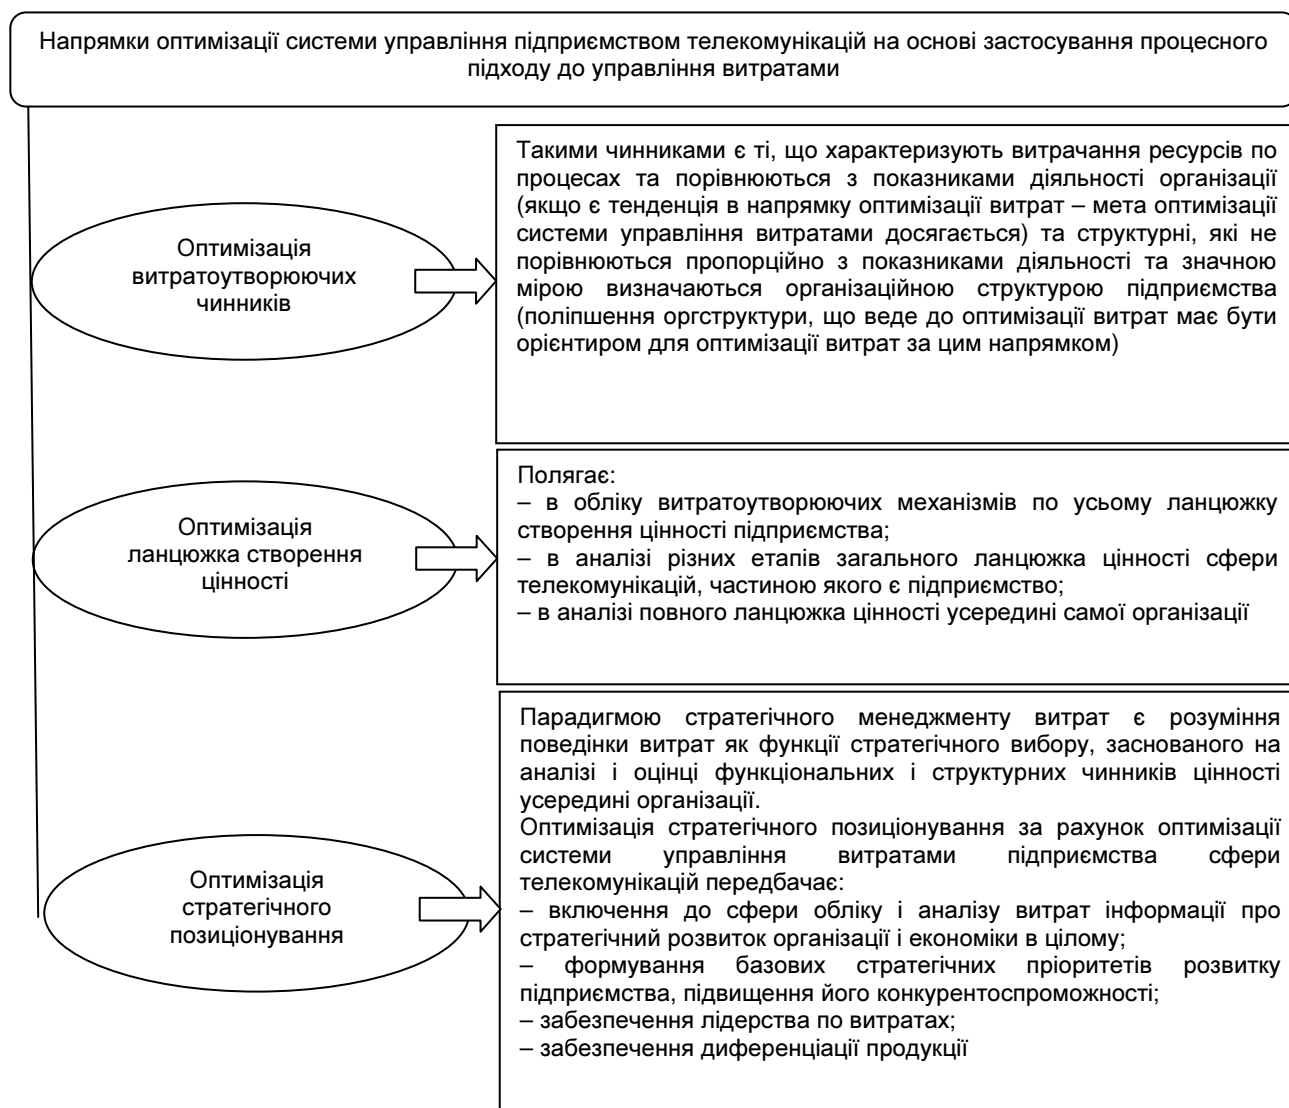 Напрямки оптимізації системи управління підприємством телекомунікацій на основі застосування процесного
підходу до управління витратами
Оптимізація
витратоутворюючих
чинників
Такими чинниками є ті, що характеризують витрачання ресурсів по
процесах та порівнюються з показниками діяльності організації
(якщо є тенденція в напрямку оптимізації витрат – мета оптимізації
системи управління витратами досягається) та структурні, які не
порівнюються пропорційно з показниками діяльності та значною
мірою визначаються організаційною структурою підприємства
(поліпшення оргструктури, що веде до оптимізації витрат має бути
орієнтиром для оптимізації витрат за цим напрямком)
Оптимізація
ланцюжка створення
цінності
Полягає:
– в обліку витратоутворюючих механізмів по усьому ланцюжку
створення цінності підприємства;
– в аналізі різних етапів загального ланцюжка цінності сфери
телекомунікацій, частиною якого є підприємство;
– в аналізі повного ланцюжка цінності усередині самої організації
Оптимізація
стратегічного
позиціонування
Парадигмою стратегічного менеджменту витрат є розуміння
поведінки витрат як функції стратегічного вибору, заснованого на
аналізі і оцінці функціональних і структурних чинників цінності
усередині організації.
Оптимізація стратегічного позиціонування за рахунок оптимізації
системи управління витратами підприємства сфери
телекомунікацій передбачає:
– включення до сфери обліку і аналізу витрат інформації про
стратегічний розвиток організації і економіки в цілому;
– формування базових стратегічних пріоритетів розвитку
підприємства, підвищення його конкурентоспроможності;
– забезпечення лідерства по витратах;
– забезпечення диференціації продукції